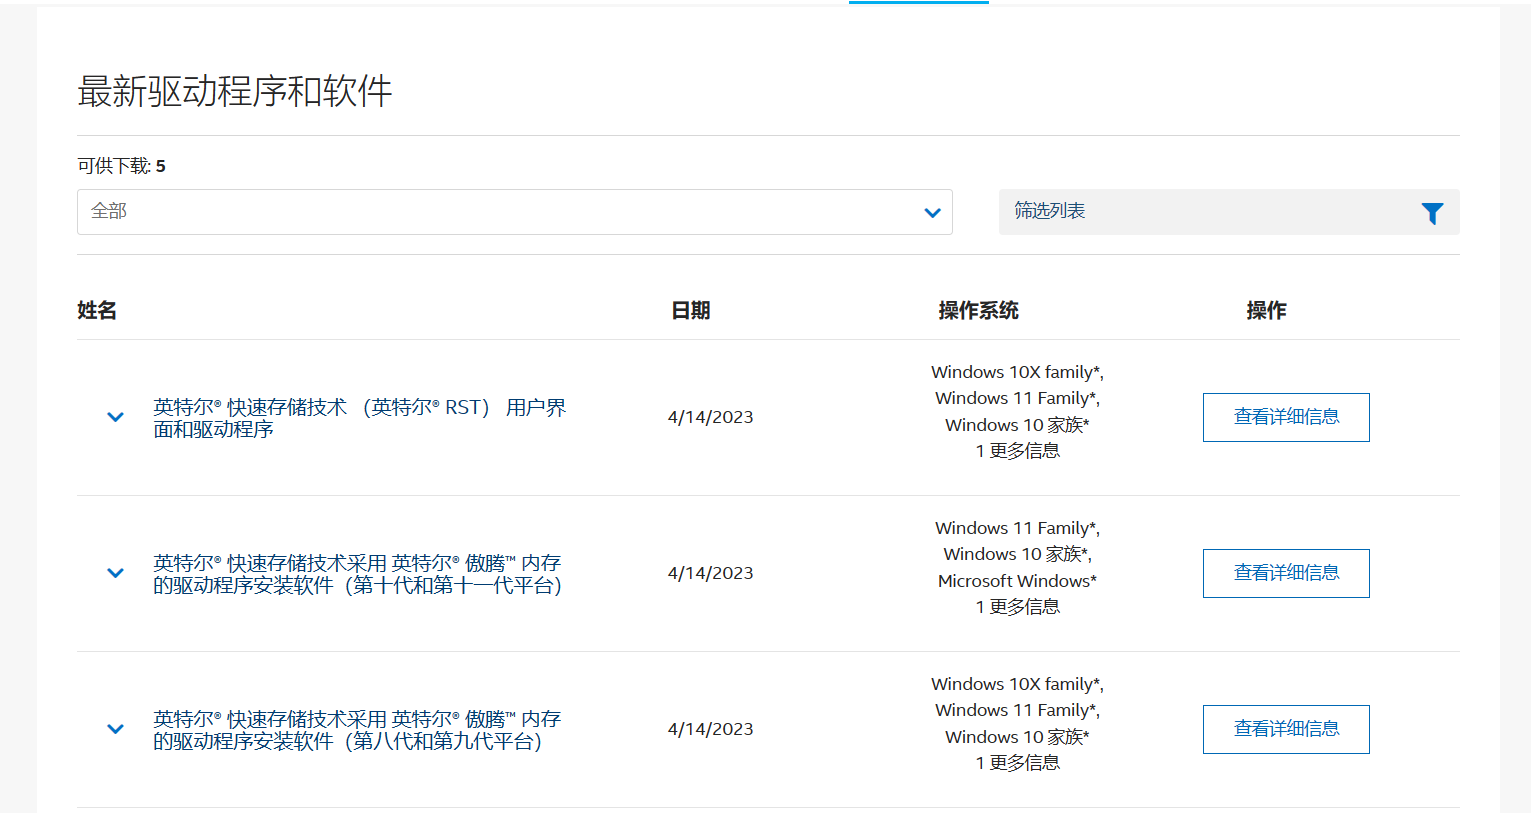 最新驱动程序和软件
可供下载: 5
全部
筛选列表
姓名 日期 操作系统 操作
英特尔® 快速存储技术 （英特尔® RST） 用户界
面和驱动程序
4/14/2023
Windows 10X family*,
Windows 11 Family*,
Windows 10 家族*
1 更多信息
查看详细信息
英特尔® 快速存储技术采用 英特尔® 傲腾™ 内存
的驱动程序安装软件（第十代和第十一代平台）
4/14/2023
Windows 11 Family*,
Windows 10 家族*,
Microsoft Windows*
1 更多信息
查看详细信息
英特尔® 快速存储技术采用 英特尔® 傲腾™ 内存
的驱动程序安装软件（第八代和第九代平台）
4/14/2023
Windows 10X family*,
Windows 11 Family*,
Windows 10 家族*
1 更多信息
查看详细信息